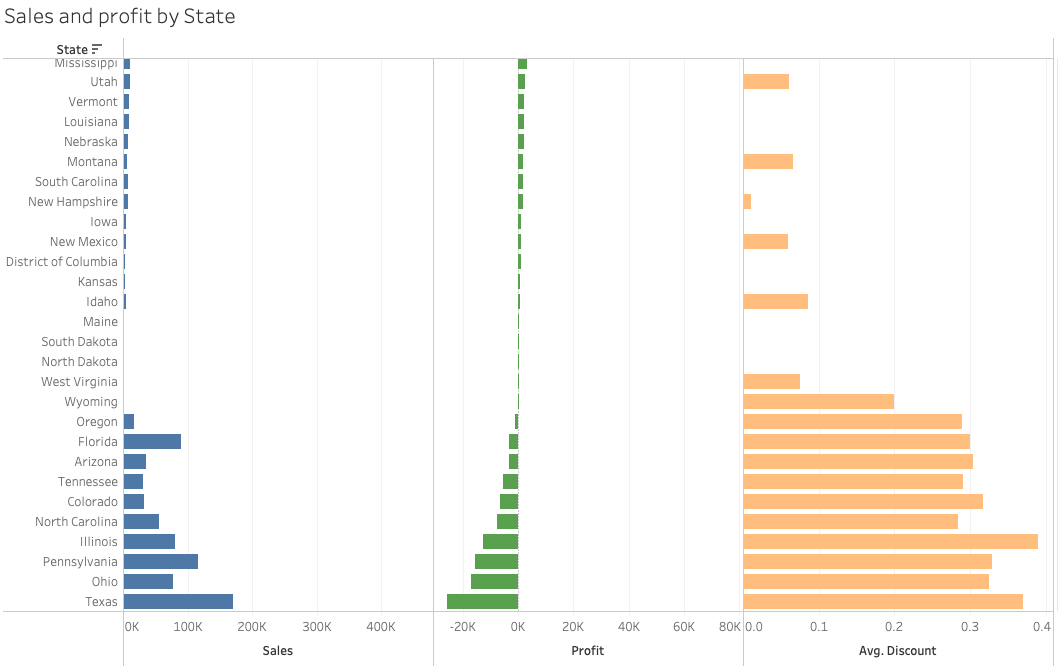 Sales and profit by State
State
Mississippi
Utah
Vermont
Louisiana
Nebraska
Montana
South Carolina
New Hampshire
Iowa
New Mexico
District of Columbia
Kansas
Idaho
Maine
South Dakota
North Dakota
West Virginia
Wyoming
Oregon
Florida
Arizona
Tennessee
Colorado
North Carolina
Illinois
Pennsylvania
Ohio
Texas
0K 100K 200K 300K 400K -20K 0K 20K 40K 60K 80K 0.0 0.1 0.2 0.3 0.4
Sales Profit Avg. Discount